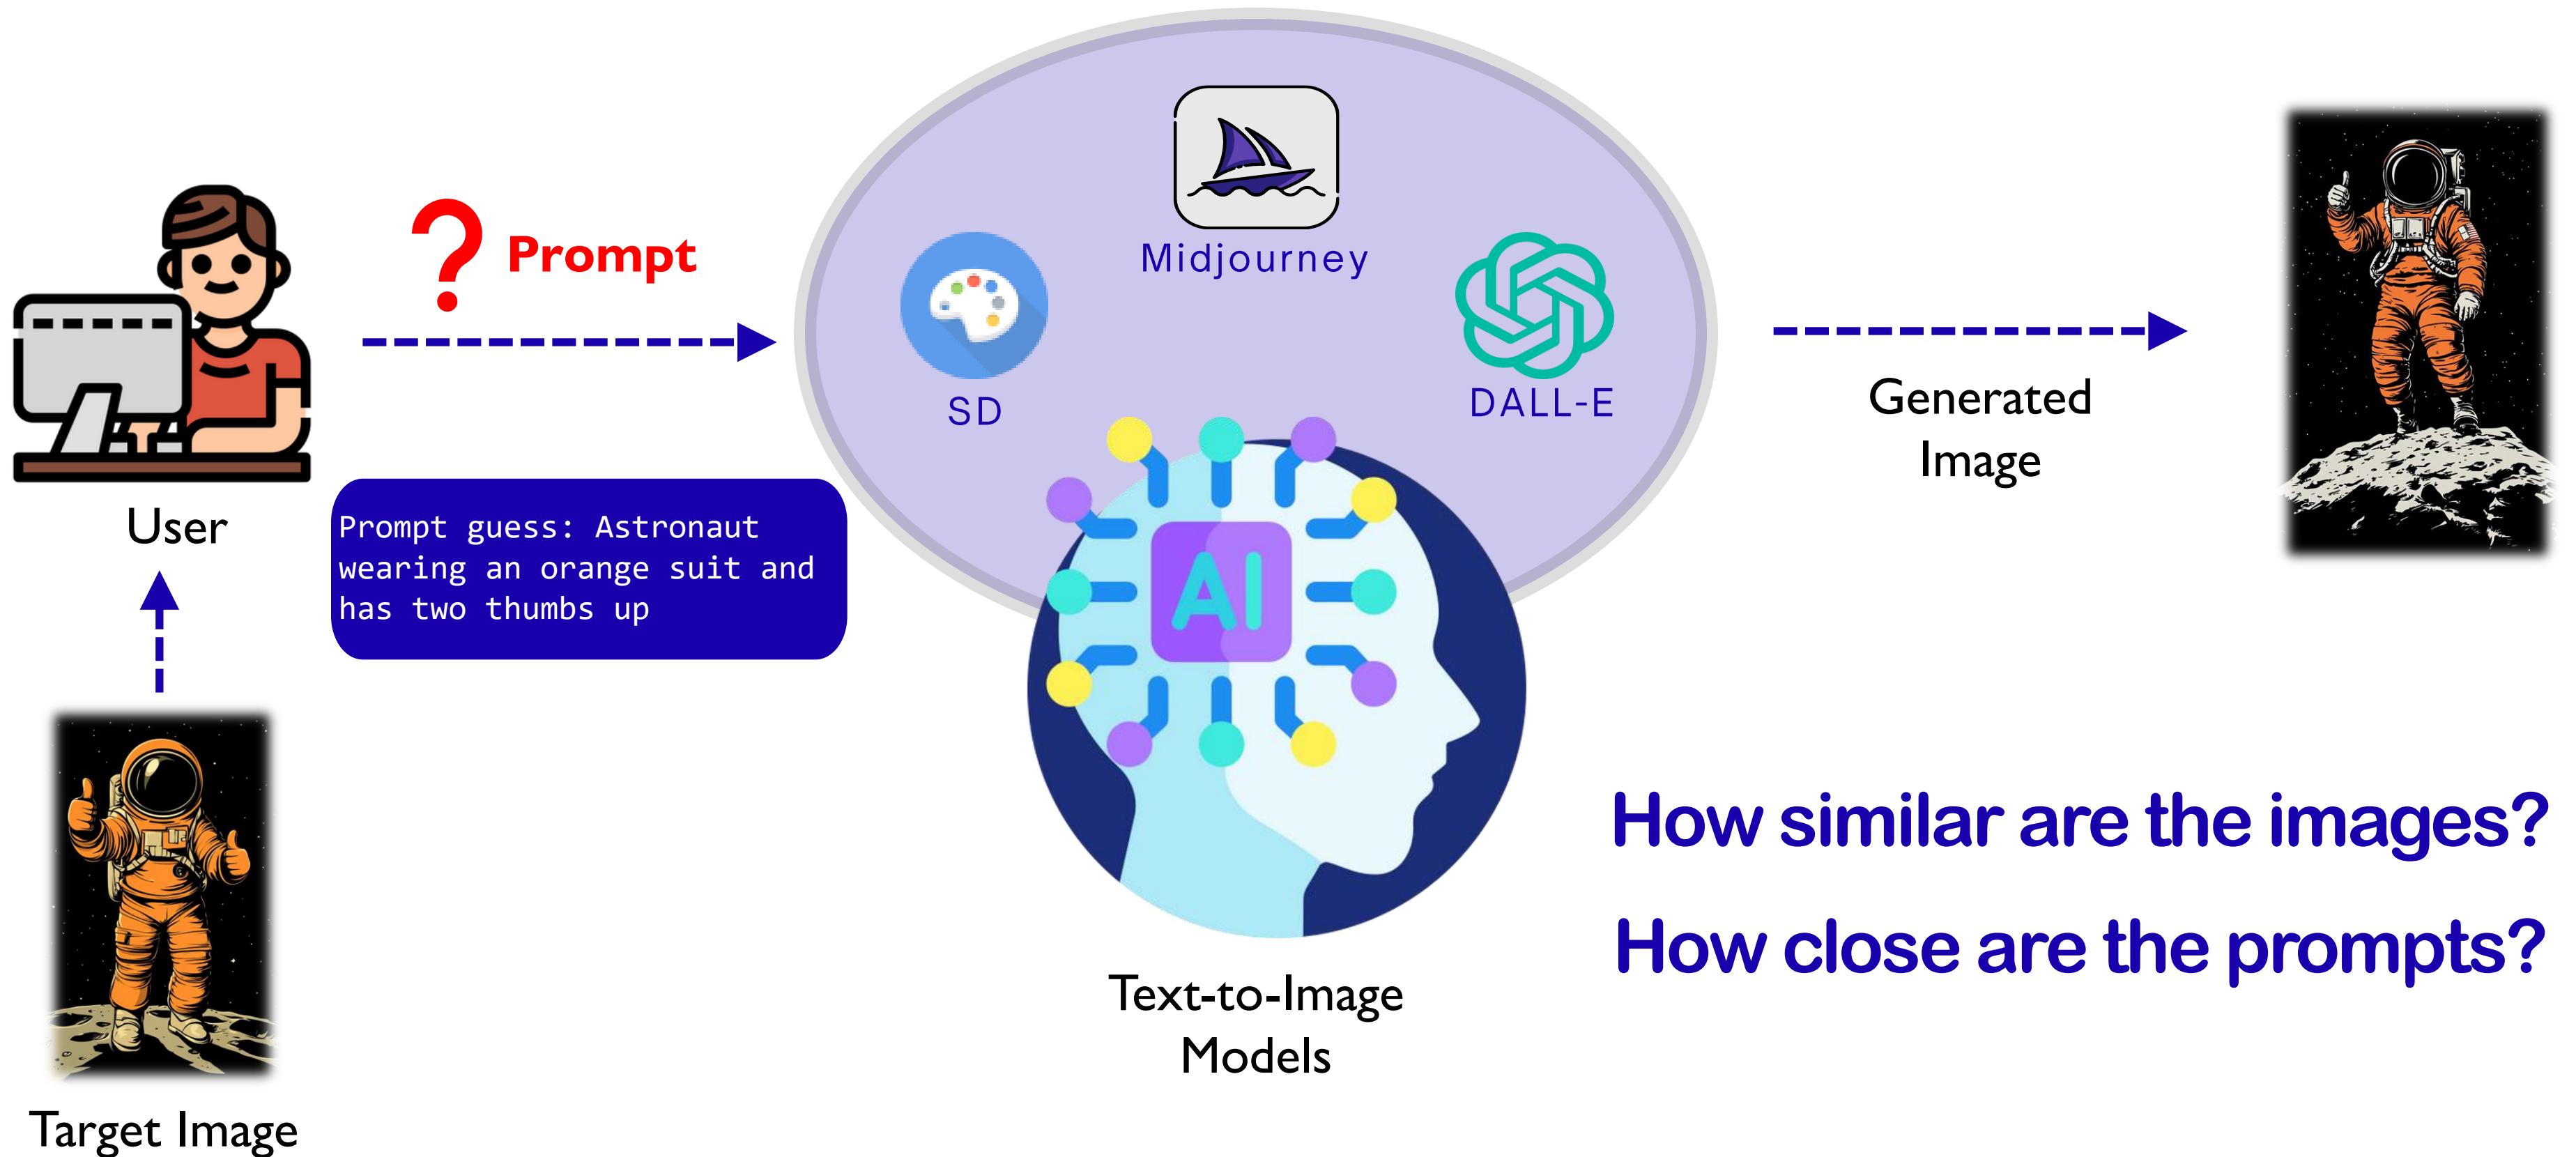 ? Prompt
Midjourney
SD
DALL-E
Generated
Image
User
Prompt guess: Astronaut
wearing an orange suit and
has two thumbs up
AI
Target Image
Text-to-Image
Models
How similar are the images?
How close are the prompts?